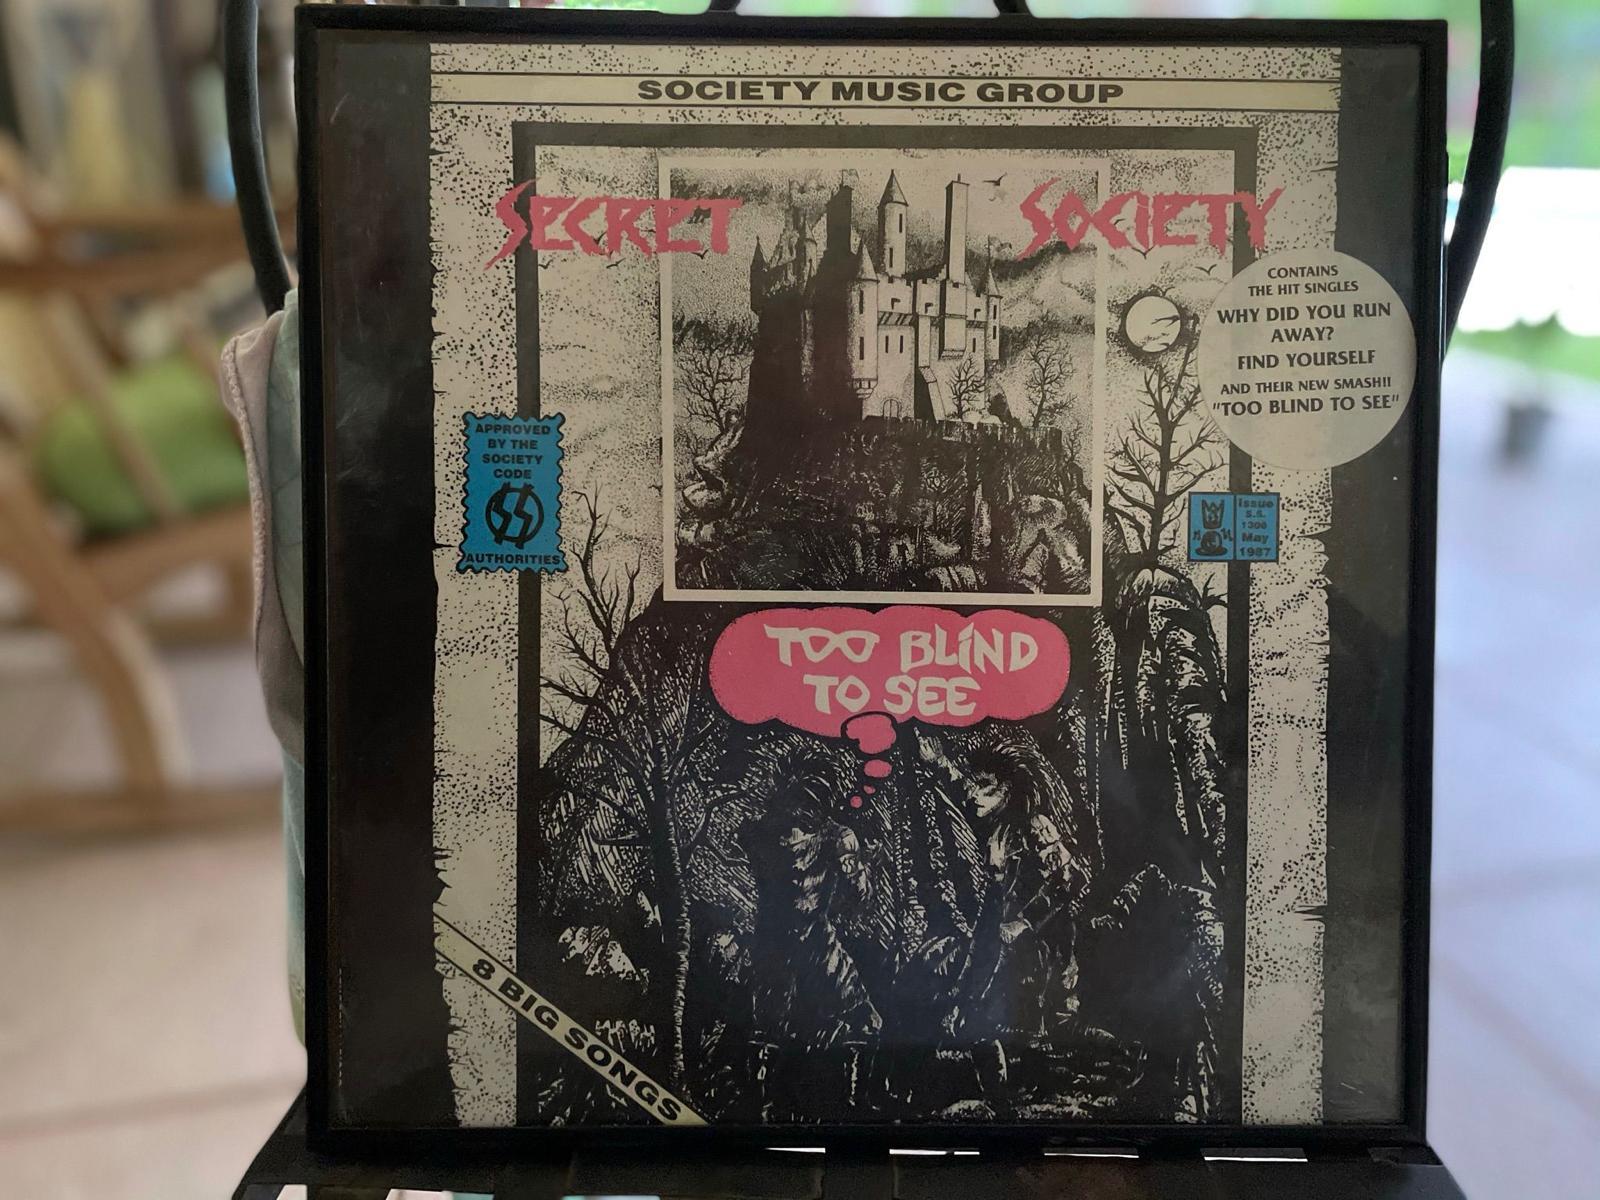 SOCIETY MUSIC GROUP
SECRET SOCIETY
CONTAINS
THE HIT SINGLES
WHY DID YOU RUN
AWAY?
FIND YOURSELF
AND THEIR NEW SMASH!!
"TOO BLIND TO SEE"
APPROVED
BY THE
SOCIETY
CODE
SS
AUTHORITIES
Issue
S.S.
May
1987
TOO BLIND
TO SEE
8 BIG SONGS